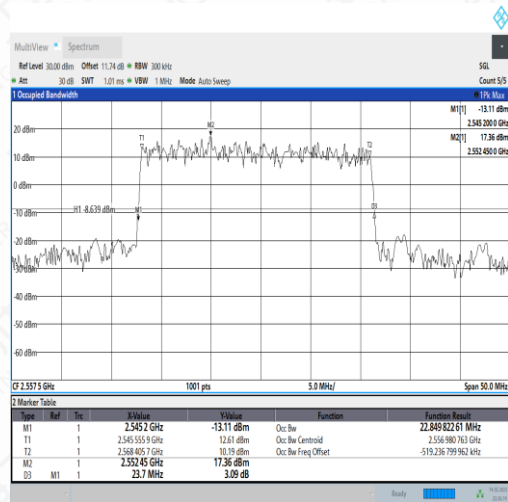 MultiView Spectrum
Ref Level 30.00 dBm Offset 11.74 dB RBW 300 kHz SGL
Att 30 dB SWT 1.01 ms VBW 1 MHz Mode Auto Sweep Count 5/5
1 Occupied Bandwidth 1Pk Max
M1[1] -13.11 dBm
2.545 200 0 GHz
M2[1] 17.36 dBm
2.552 450 0 GHz
M2
20 dBm
T1 T2
10 dBm
0 dBm
H1 -8.639 dBm M1 D3
-10 dBm
-20 dBm
-30 dBm
-40 dBm
-50 dBm
-60 dBm
CF 2.557 5 GHz 1001 pts 5.0 MHz/ Span 50.0 MHz
2 Marker Table
Type Ref Trc X-Value Y-Value Function Function Result
M1 1 2.545 2 GHz -13.11 dBm Occ Bw 22.849 822 61 MHz
T1 1 2.545 555 9 GHz 12.61 dBm Occ Bw Centroid 2.556 980 763 GHz
T2 1 2.568 405 7 GHz 10.19 dBm Occ Bw Freq Offset -519.236 799 962 kHz
M2 1 2.552 45 GHz 17.36 dBm
D3 M1 1 23.7 MHz 3.09 dB
Ready